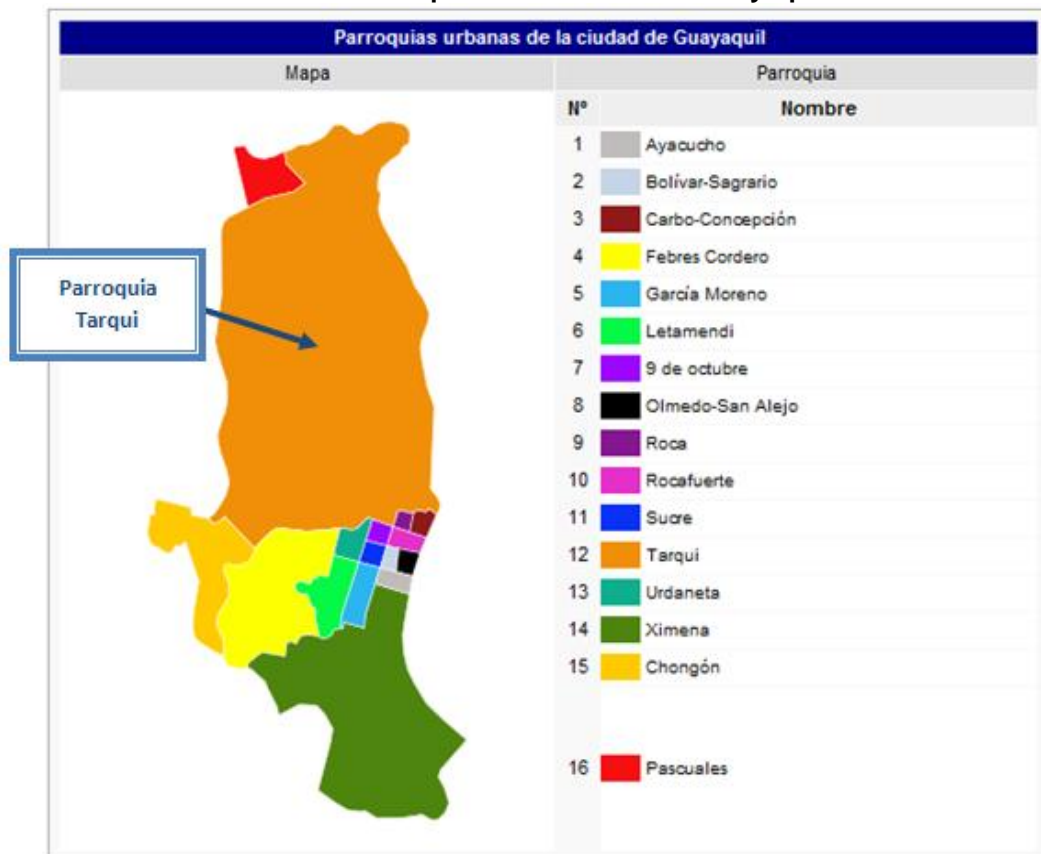 Parroquias urbanas de la ciudad de Guayaquil
Mapa
Parroquia
Nº Nombre
1 Ayacucho
2 Bolívar-Sagrario
3 Carbo-Concepción
4 Febres Cordero
5 García Moreno
6 Letamendi
7 9 de octubre
8 Olmedo-San Alejo
9 Roca
10 Rocafuerte
11 Sucre
12 Tarqui
13 Urdaneta
14 Ximena
15 Chongón
16 Pascuales
Parroquia
Tarqui